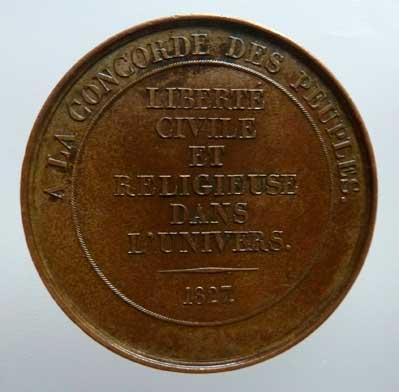 A LA CONCORDE DES PEUPLES.
LIBERTÉ
CIVILE
ET
RELIGIEUSE
DANS
L'UNIVERS.
1827